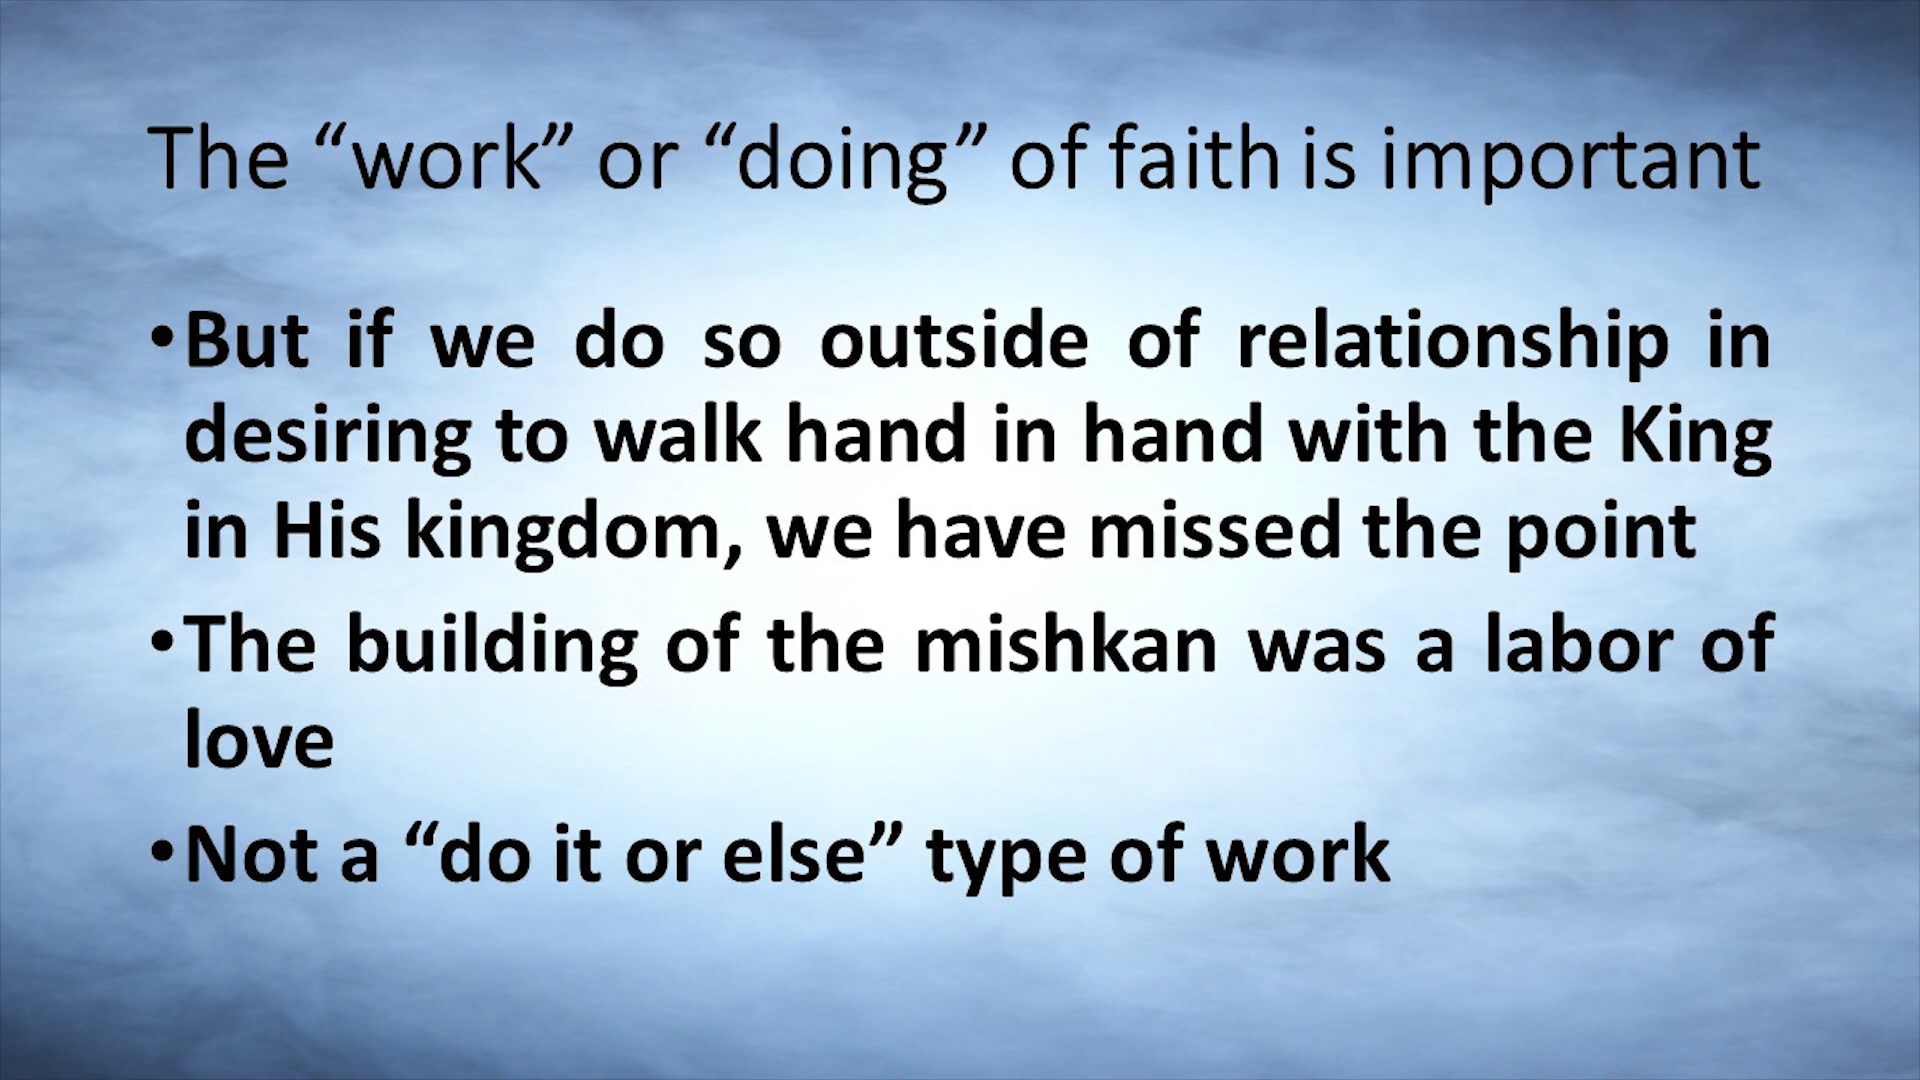 The “work” or “doing” of faith is important
•But if we do so outside of relationship in
desiring to walk hand in hand with the King
in His kingdom, we have missed the point
•The building of the mishkan was a labor of
love
•Not a “do it or else” type of work